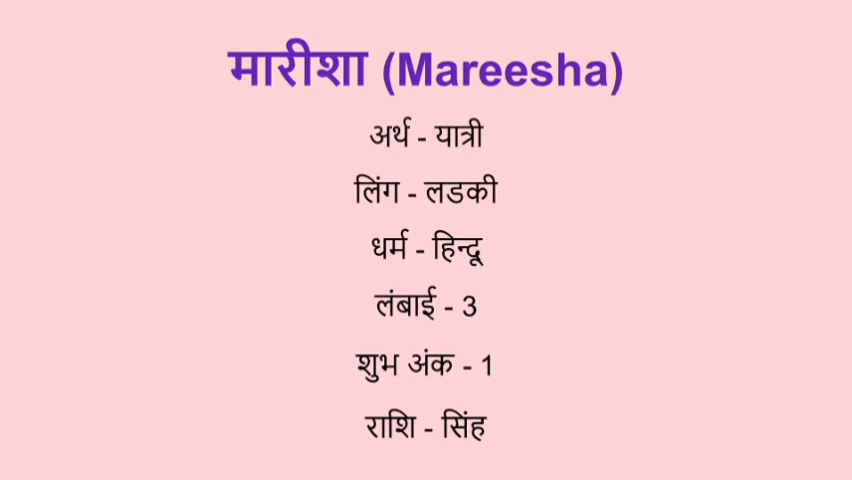 मारीशा (Mareesha)
अर्थ - यात्री
लिंग - लडकी
धर्म - हिन्दू
लंबाई - 3
शुभ अंक - 1
राशि - सिंह